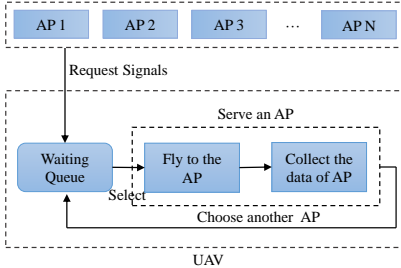 AP 1 AP 2 AP 3 ... AP N
Request Signals
Serve an AP
Waiting
Queue
Select
Fly to the
AP
Collect the
data of AP
Choose another AP
UAV